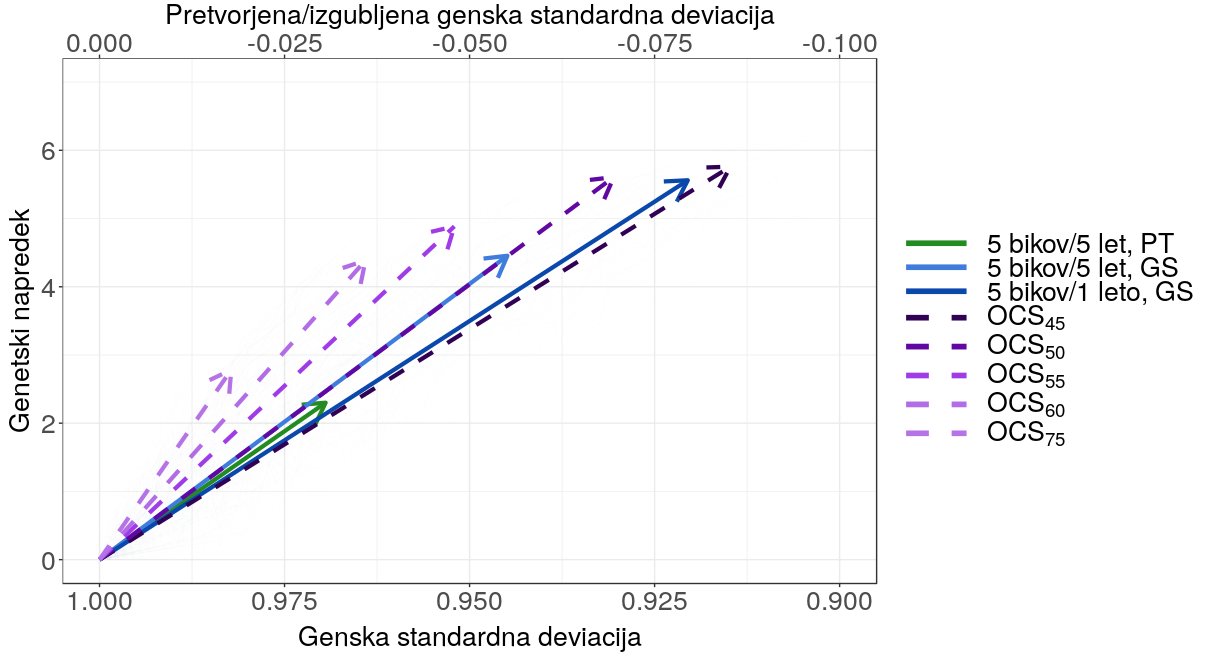 Pretvorjena/izgubljena genska standardna deviacija
0.000 -0.025 -0.050 -0.075 -0.100
6
4
2
0
Genetski napredek
1.000 0.975 0.950 0.925 0.900
Genska standardna deviacija
5 bikov/5 let, PT
5 bikov/5 let, GS
5 bikov/1 leto, GS
OCS45
OCS50
OCS55
OCS60
OCS75